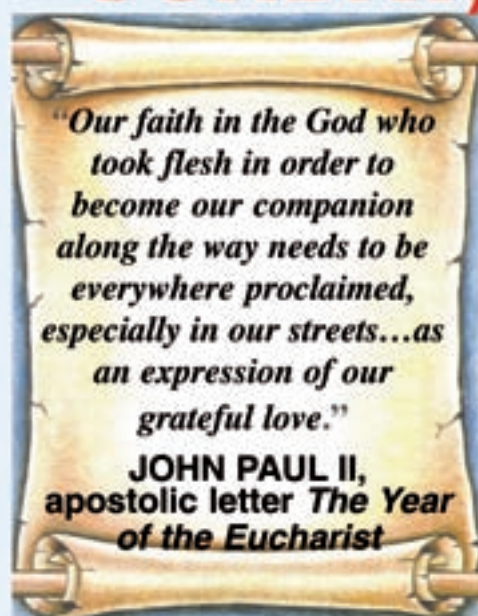 “Our faith in the God who
took flesh in order to
become our companion
along the way needs to be
everywhere proclaimed,
especially in our streets...as
an expression of our
grateful love.”
JOHN PAUL II,
apostolic letter The Year
of the Eucharist